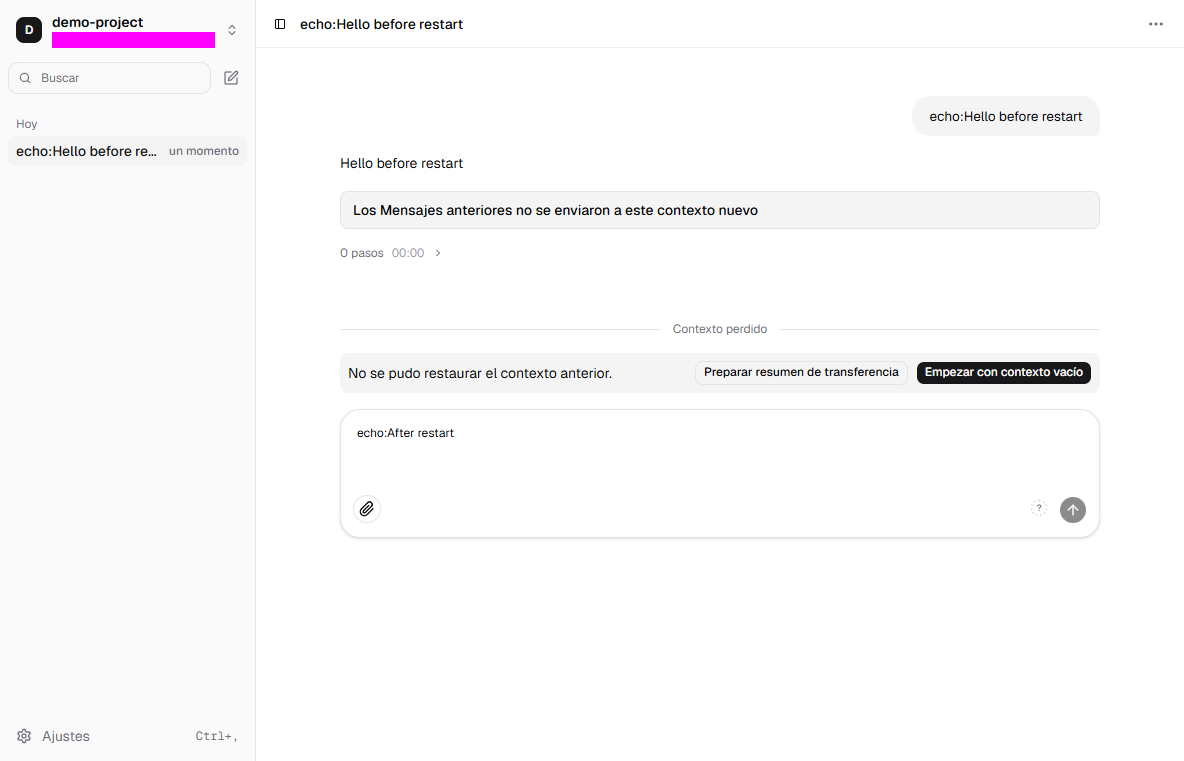 D
demo-project
Buscar
Hoy
echo:Hello before re... un momento
Ajustes Ctrl+,
echo:Hello before restart
echo:Hello before restart
Hello before restart
Los Mensajes anteriores no se enviaron a este contexto nuevo
0 pasos 00:00
Contexto perdido
No se pudo restaurar el contexto anterior. Preparar resumen de transferencia Empezar con contexto vacío
echo:After restart
?